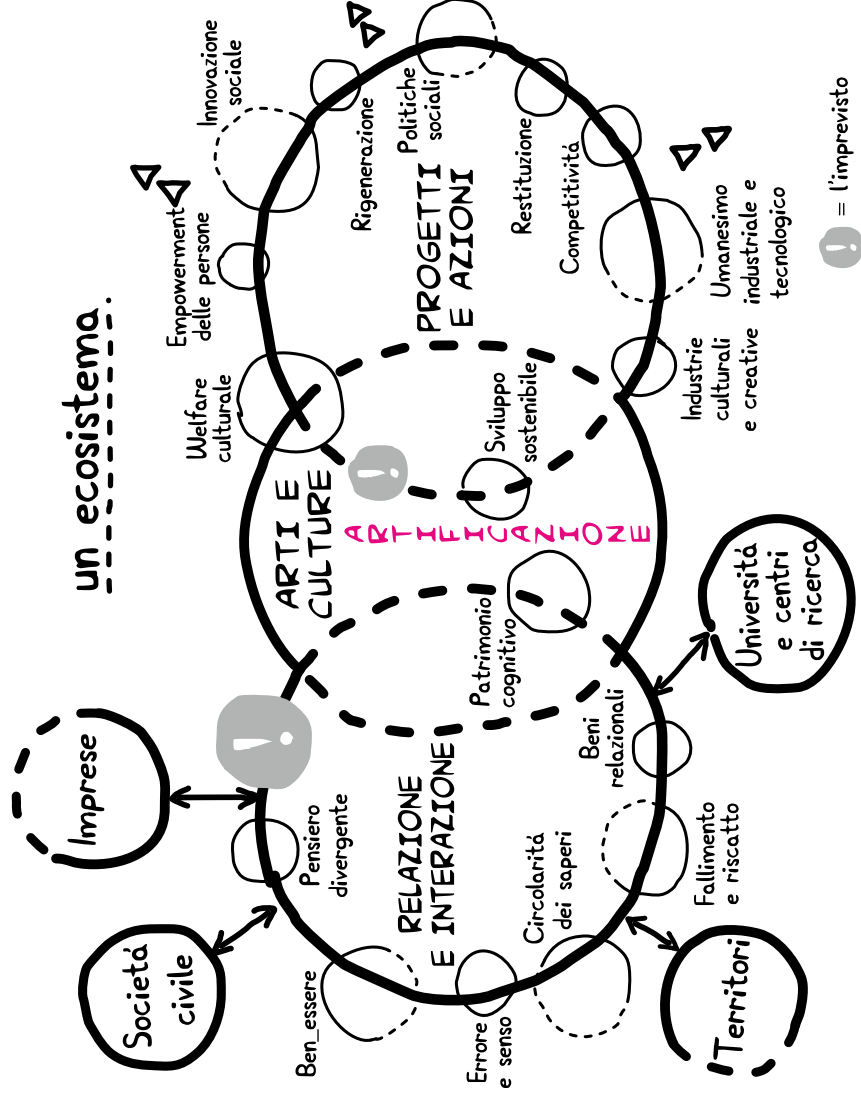 un ecosistema.
Imprese
Società
civile
Territori
Università
e centri
di ricerca
Welfare
culturale
Empowerment
delle persone
Innovazione
sociale
Rigenerazione
Politiche
sociali
Restituzione
Competitività
Umanesimo
industriale e
tecnologico
Industrie
culturali
e creative
PROGETTI
E AZIONI
Sviluppo
sostenibile
!
ARTI E
CULTURE
ARTIFICAZIONE
Patrimonio
cognitivo
!
RELAZIONE
E INTERAZIONE
Pensiero
divergente
Ben_essere
Errore
e senso
Circolarità
dei saperi
Fallimento
e riscatto
Beni
relazionali
! = l'imprevisto